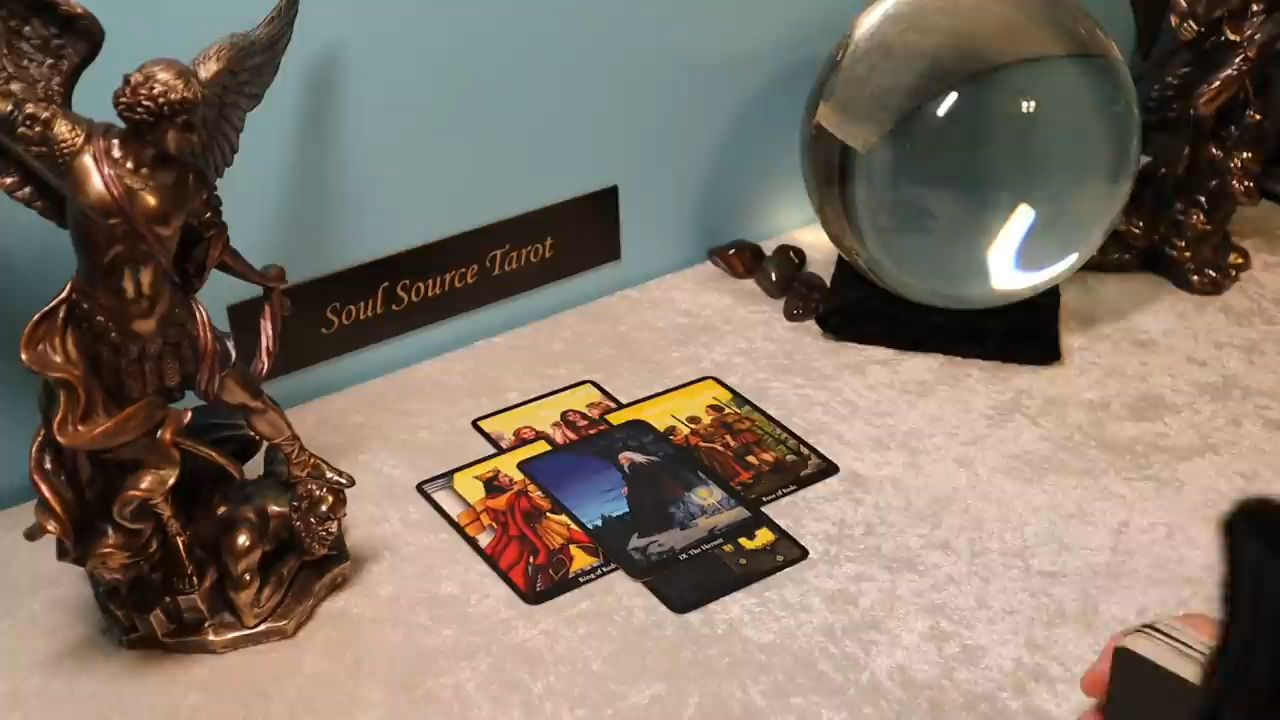 Soul Source Tarot
Four of Rods
IX The Hermit
King of Rods